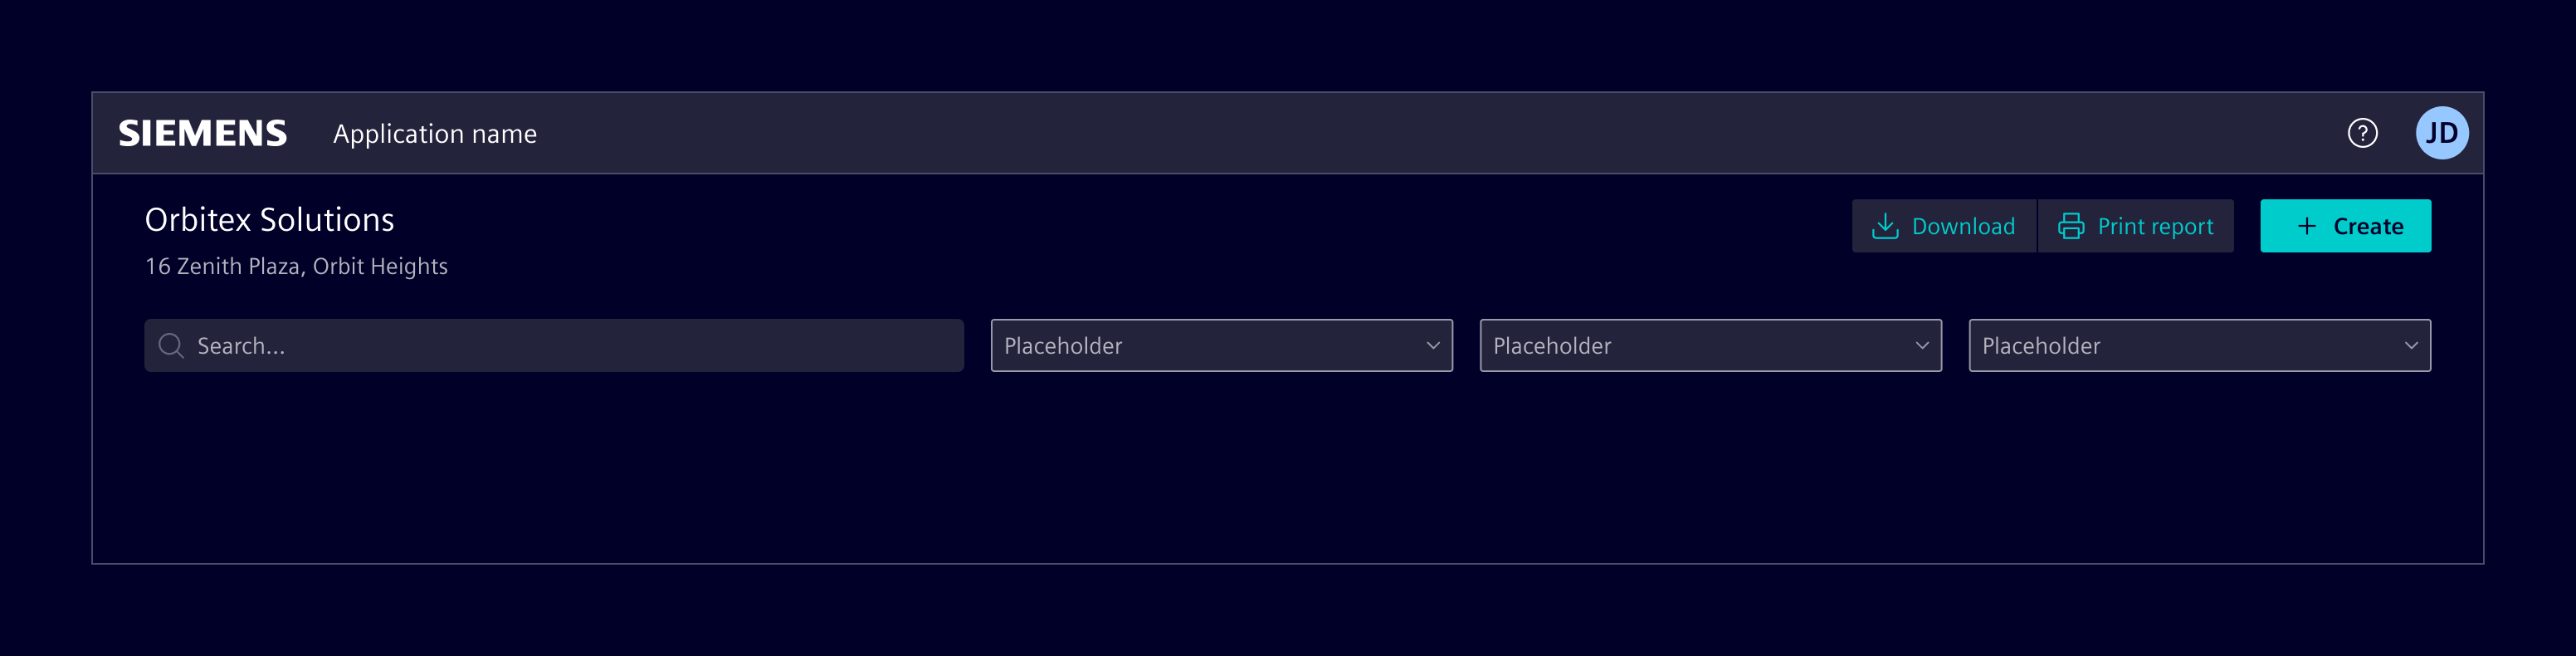 SIEMENS Application name ? JD
Orbitex Solutions
16 Zenith Plaza, Orbit Heights
Download Print report + Create
Search... Placeholder Placeholder Placeholder